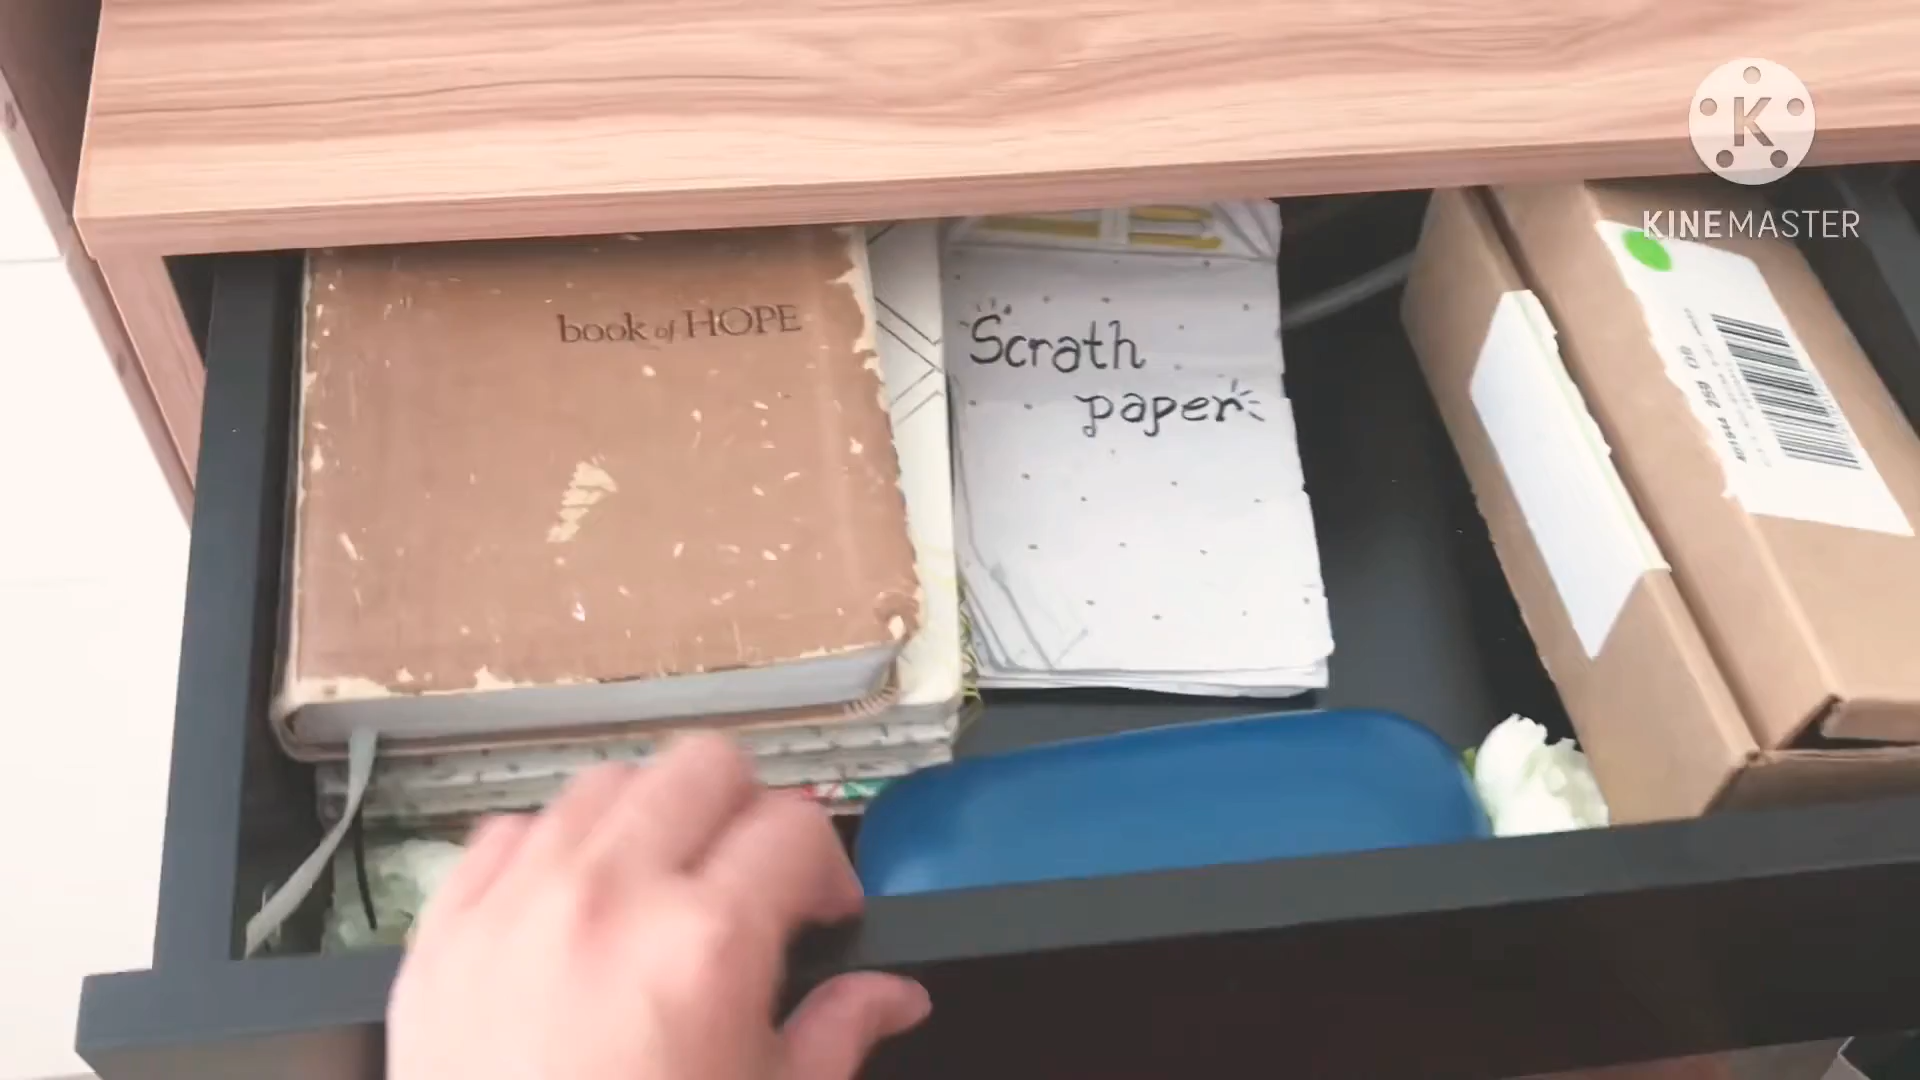 book of HOPE
Scrath
paper
K
KINEMASTER